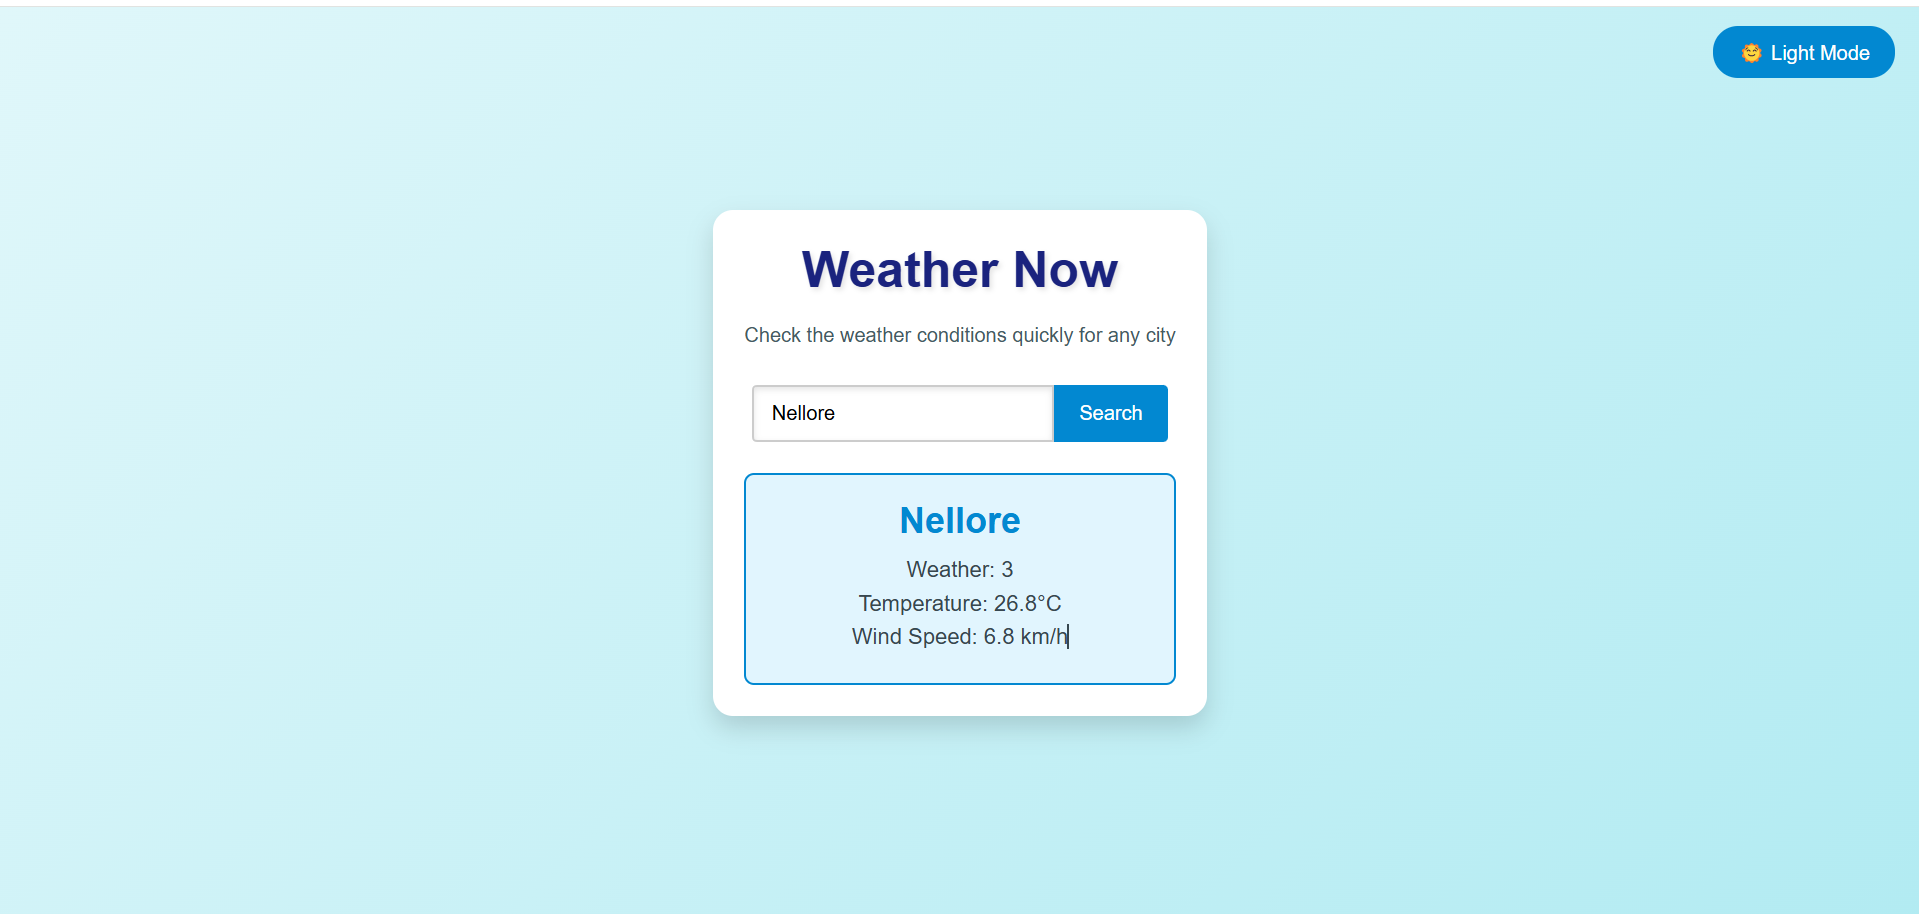 🌞 Light Mode
Weather Now
Check the weather conditions quickly for any city
Nellore
Search
Nellore
Weather: 3
Temperature: 26.8°C
Wind Speed: 6.8 km/h